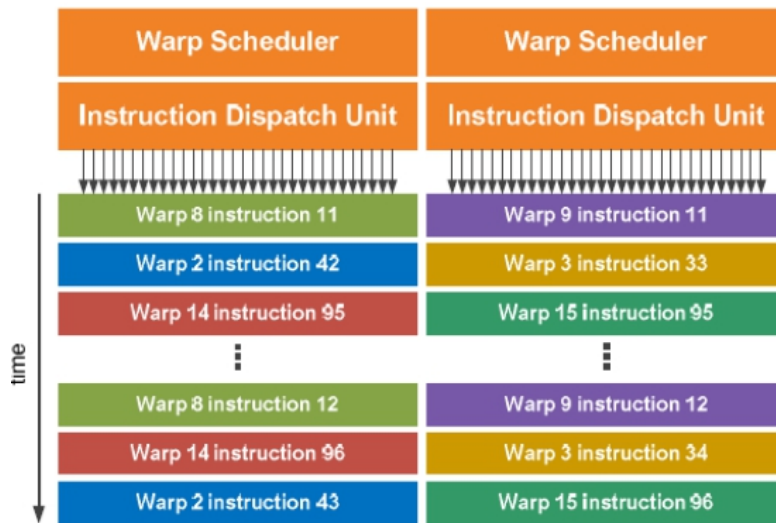 Warp Scheduler
Warp Scheduler
Instruction Dispatch Unit
Instruction Dispatch Unit
time
Warp 8 instruction 11
Warp 9 instruction 11
Warp 2 instruction 42
Warp 3 instruction 33
Warp 14 instruction 95
Warp 15 instruction 95
Warp 8 instruction 12
Warp 9 instruction 12
Warp 14 instruction 96
Warp 3 instruction 34
Warp 2 instruction 43
Warp 15 instruction 96